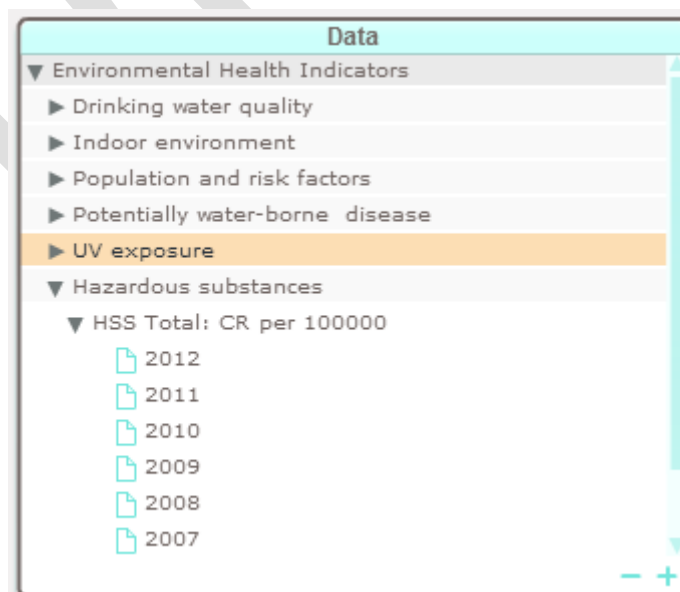 Data
Environmental Health Indicators
Drinking water quality
Indoor environment
Population and risk factors
Potentially water-borne  disease
UV exposure
Hazardous substances
HSS Total: CR per 100000
2012
2011
2010
2009
2008
2007